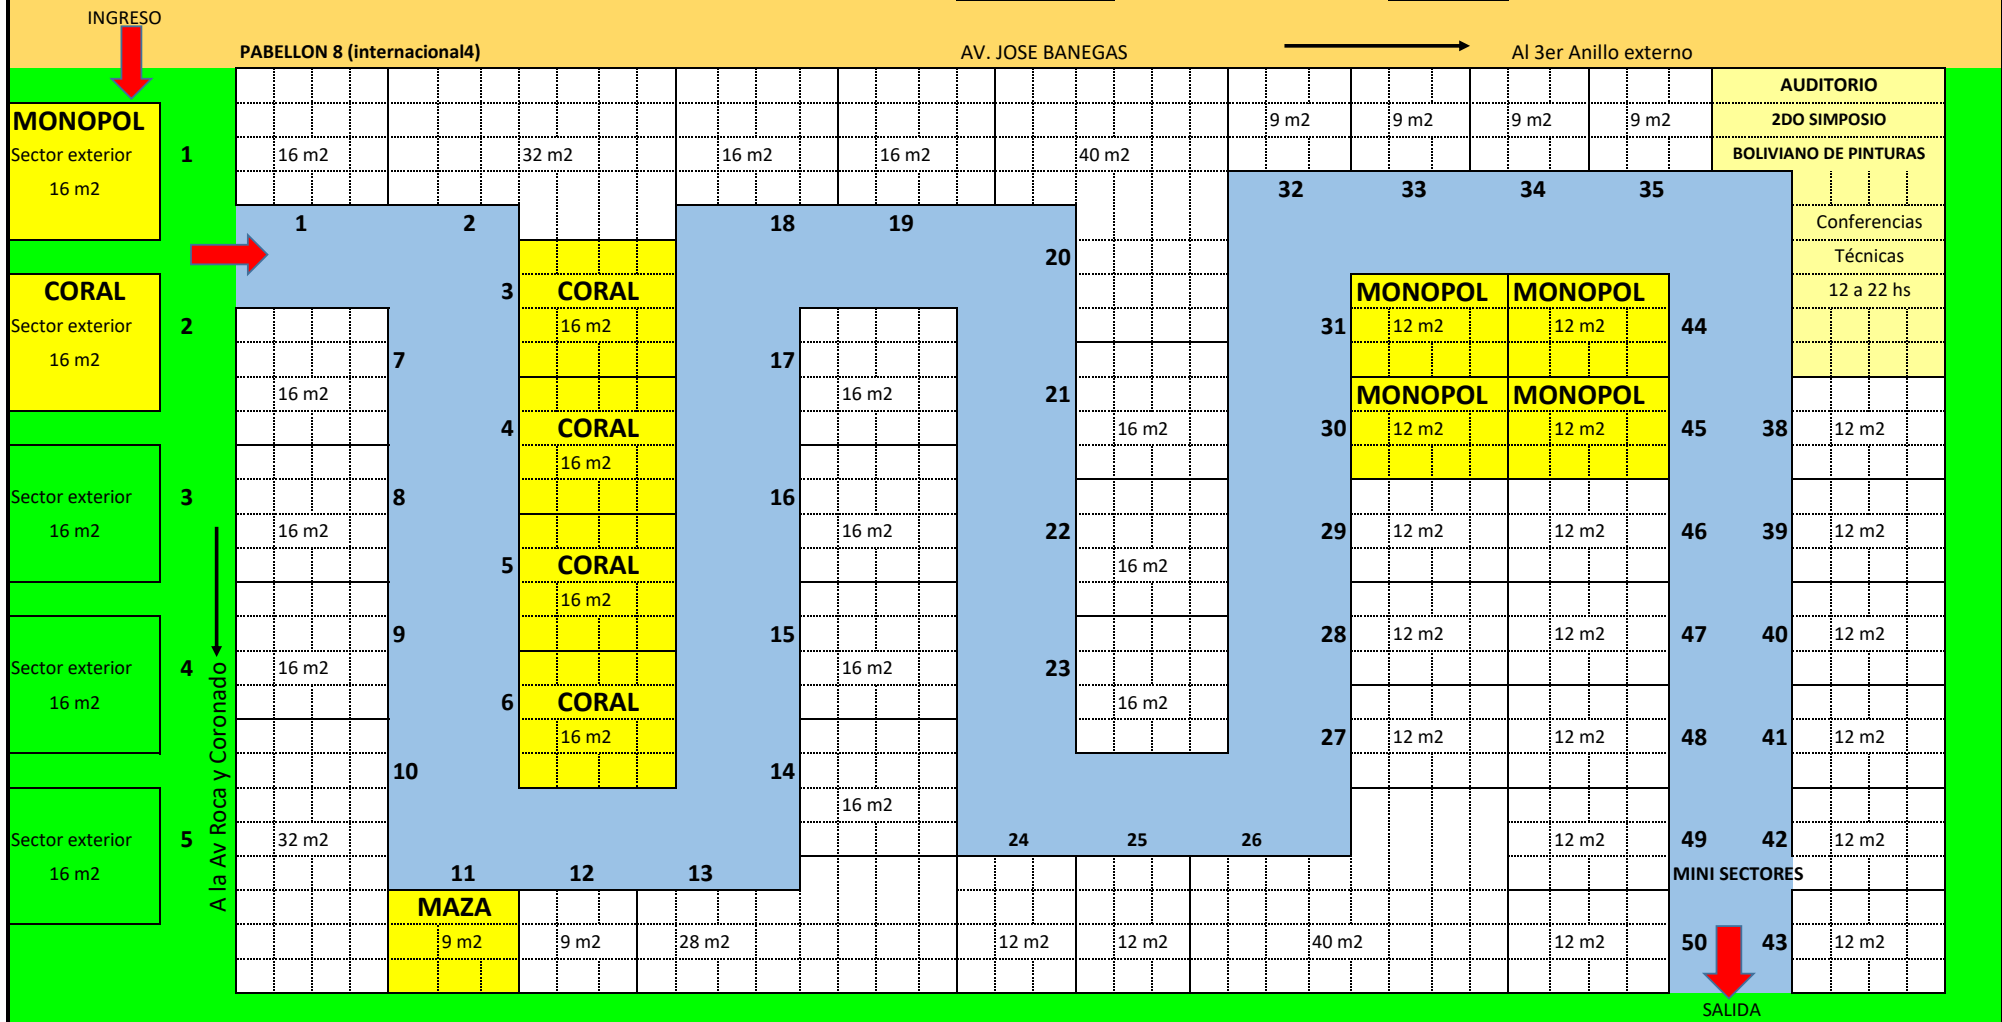 INGRESO
PABELLON 8 (internacional4) AV. JOSE BANEGAS Al 3er Anillo externo
AUDITORIO
MONOPOL 9 m2 9 m2 9 m2 9 m2 2DO SIMPOSIO
Sector exterior 1 16 m2 32 m2 16 m2 16 m2 40 m2 BOLIVIANO DE PINTURAS
16 m2 32 33 34 35
1 2 18 19 Conferencias
20 Técnicas
CORAL 3 CORAL MONOPOL MONOPOL 12 a 22 hs
Sector exterior 2 16 m2 31 12 m2 12 m2 44
16 m2 7 17
16 m2 16 m2 21 MONOPOL MONOPOL
4 CORAL 16 m2 30 12 m2 12 m2 45 38 12 m2
16 m2
Sector exterior 3 8 16
16 m2 16 m2 16 m2 22 29 12 m2 12 m2 46 39 12 m2
5 CORAL 16 m2
16 m2
9 15 28 12 m2 12 m2 47 40 12 m2
Sector exterior 4 16 m2 16 m2 23
16 m2 6 CORAL 16 m2
16 m2 27 12 m2 12 m2 48 41 12 m2
10 14
16 m2
Sector exterior 5 32 m2 24 25 26 12 m2 49 42 12 m2
16 m2 11 12 13 MINI SECTORES
A la Av Roca y Coronado
MAZA
9 m2 9 m2 28 m2 12 m2 12 m2 40 m2 12 m2 50 43 12 m2
SALIDA